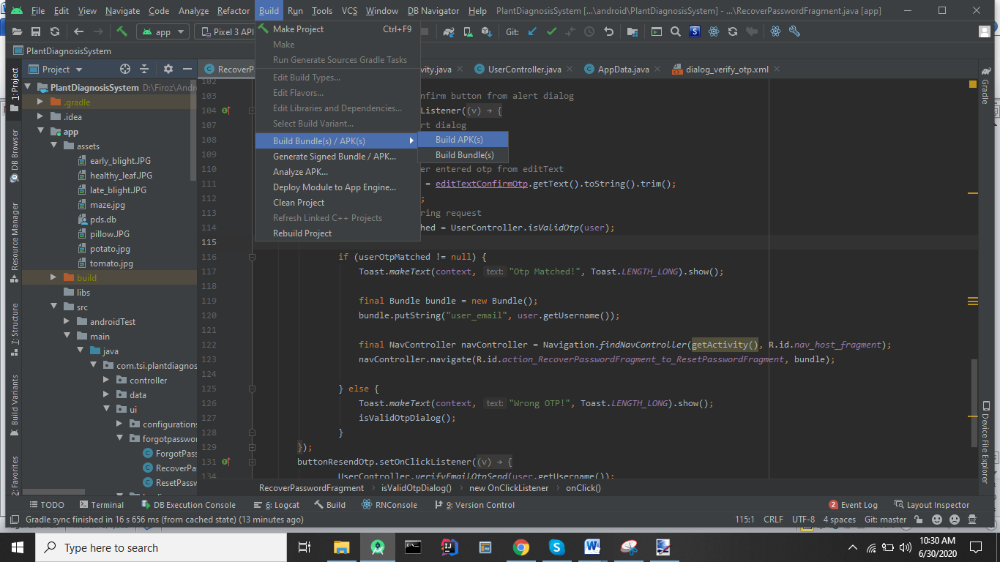 File Edit View Navigate Code Analyze Refactor Build Run Tools VCS Window DB Navigator Help PlantDiagnosisSystem [...\android\PlantDiagnosisSystem] - ...\RecoverPasswordFragment.java [app]
app Pixel 3 API Git:
PlantDiagnosisSystem
Make Project Ctrl+F9
Make
Run Generate Sources Gradle Tasks
Edit Build Types...
Edit Flavors...
Edit Libraries and Dependencies...
Select Build Variant...
Build Bundle(s) / APK(s)
Generate Signed Bundle / APK...
Analyze APK...
Deploy Module to App Engine...
Clean Project
Refresh Linked C++ Projects
Rebuild Project
Build APK(s)
Build Bundle(s)
Project
RecoverP vity.java UserController.java AppData.java dialog_verify_otp.xml
1: Project
DB Browser
Resource Manager
7: Structure
Build Variants
2: Favorites
PlantDiagnosisSystem D:\Firoz\Andro
.gradle
.idea
app
assets
early_blight.JPG
healthy_leaf.JPG
late_blight.JPG
maze.jpg
pds.db
pillow.JPG
potato.jpg
tomato.jpg
build
libs
src
androidTest
main
java
com.tsi.plantdiagnos
controller
data
ui
configurations
forgotpasswor
ForgotPass
RecoverPa
ResetPassw
102
103 nfirm button from alert dialog
104 Listener((v) → {
107 rt dialog
108
109
110 er entered otp from editText
111 = editTextConfirmOtp.getText().toString().trim();
112 ;
113 ring request
114 hed = UserController.isValidOtp(user);
115
116 if (userOtpMatched != null) {
117 Toast.makeText(context, text: "Otp Matched!", Toast.LENGTH_LONG).show();
118
119 final Bundle bundle = new Bundle();
120 bundle.putString("user_email", user.getUsername());
121
122 final NavController navController = Navigation.findNavController(getActivity(), R.id.nav_host_fragment);
123 navController.navigate(R.id.action_RecoverPasswordFragment_to_ResetPasswordFragment, bundle);
124
125 } else {
126 Toast.makeText(context, text: "Wrong OTP!", Toast.LENGTH_LONG).show();
127 isValidOtpDialog();
128 }
129 });
131 buttonResendOtp.setOnClickListener((v) → {
134 UserController.verifyEmailOtpSend(user.getUsername());
Gradle
Device File Explorer
RecoverPasswordFragment isValidOtpDialog() new OnClickListener onClick()
TODO Terminal DB Execution Console 6: Logcat Build RNConsole 9: Version Control 2 Event Log Layout Inspector
Gradle sync finished in 16 s 656 ms (from cached state) (13 minutes ago) 115:1 CRLF UTF-8 4 spaces Git: master
Type here to search
10:30 AM
6/30/2020